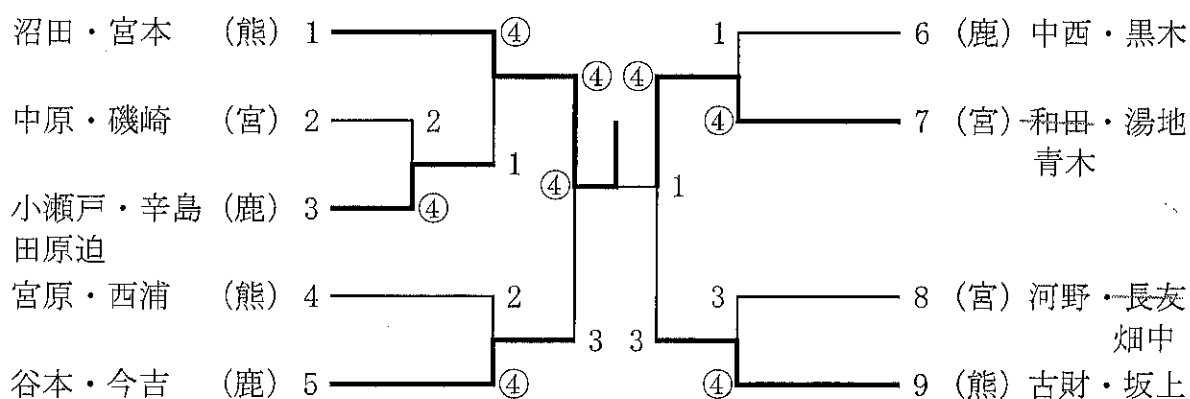 沼田・宮本 (熊) 1 ④ 1 6 (鹿) 中西・黒木
④ ④
中原・磯崎 (宮) 2 2 ④ 7 (宮) 和田・湯地
青木
1
④ 1
小瀬戸・辛島 (鹿) 3 ④
田原迫
宮原・西浦 (熊) 4 2 3 8 (宮) 河野・長友
畑中
3 3
谷本・今吉 (鹿) 5 ④ ④ 9 (熊) 古財・坂上